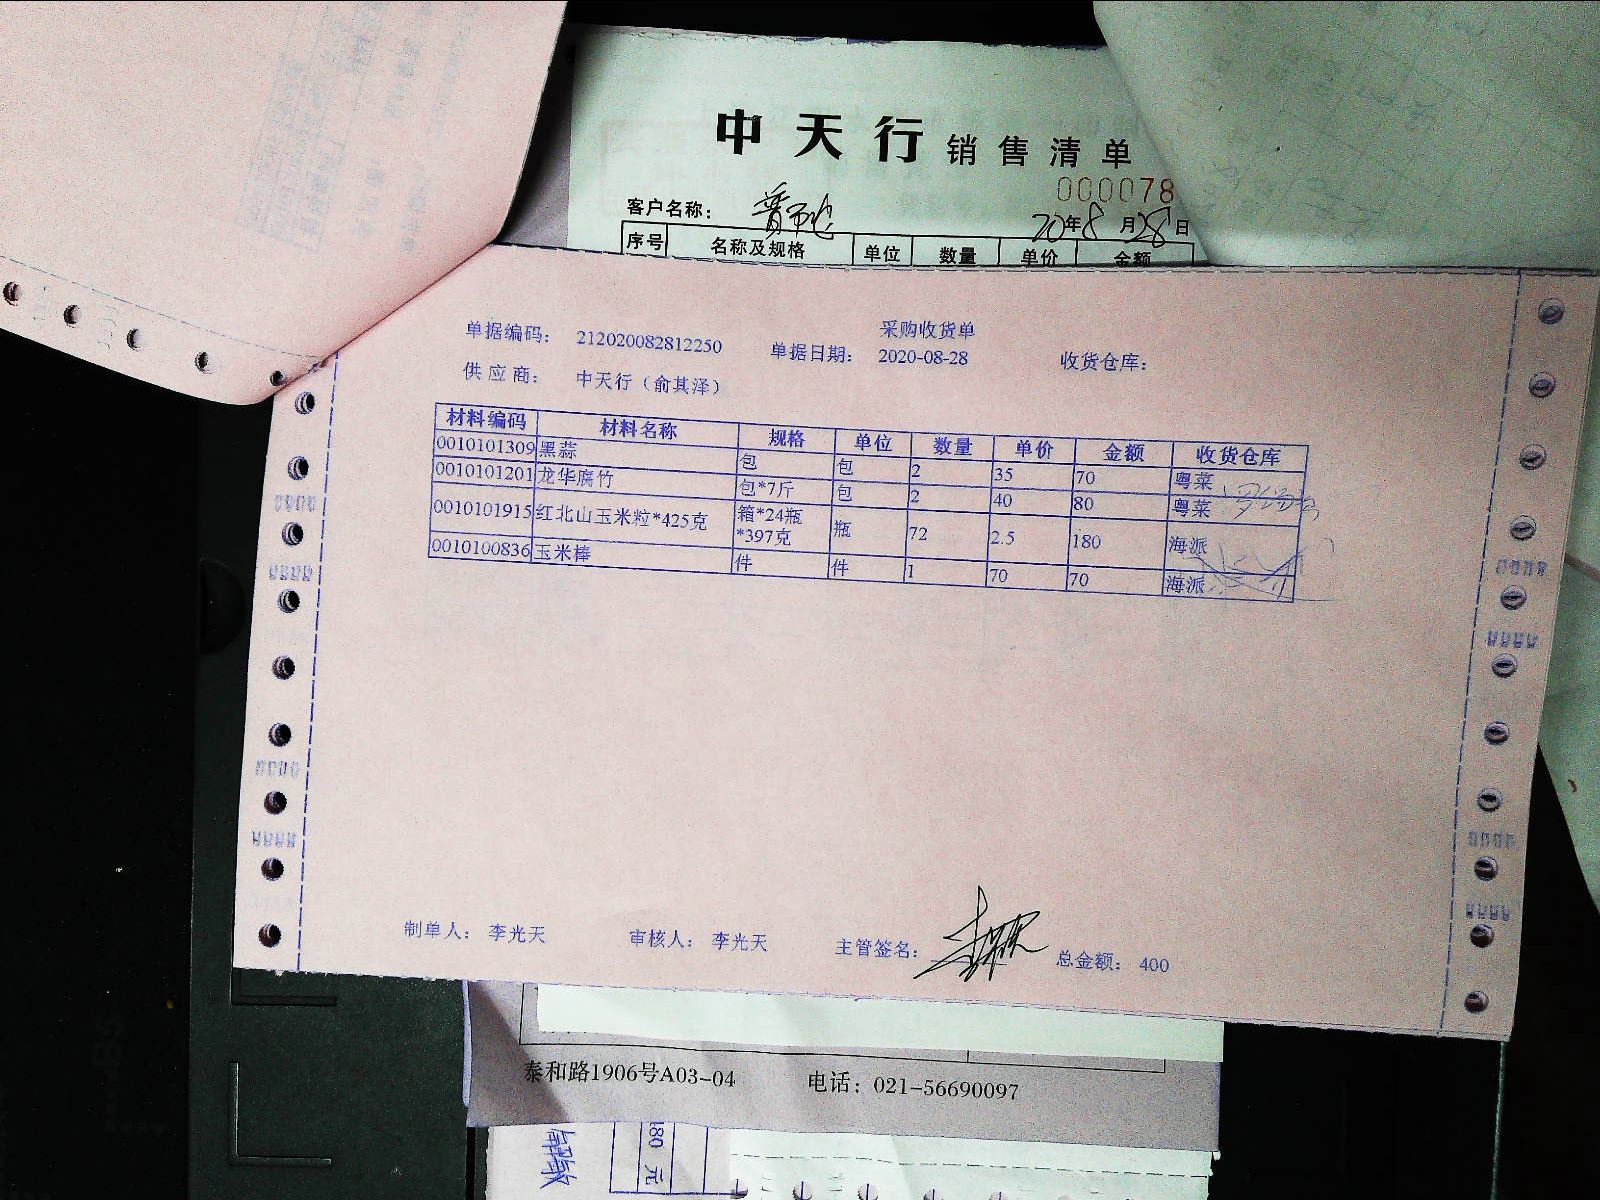 中天行 销售清单
000078
客户名称： 20年8月28日
序号 名称及规格 单位 数量 单价 金额
采购收货单
单据编码： 212020082812250 单据日期： 2020-08-28 收货仓库：
供应商： 中天行（俞其泽）
材料编码 材料名称 规格 单位 数量 单价 金额 收货仓库
0010101309 黑蒜 包 包 2 35 70 粤菜
0010101201 龙华腐竹 包*7斤 包 2 40 80 粤菜
0010101915 红北山玉米粒*425克 箱*24瓶*397克 瓶 72 2.5 180 海派
0010100836 玉米棒 件 件 1 70 70 海派
制单人： 李光天 审核人： 李光天 主管签名： 总金额： 400
泰和路1906号A03-04 电话：021-56690097
480 元